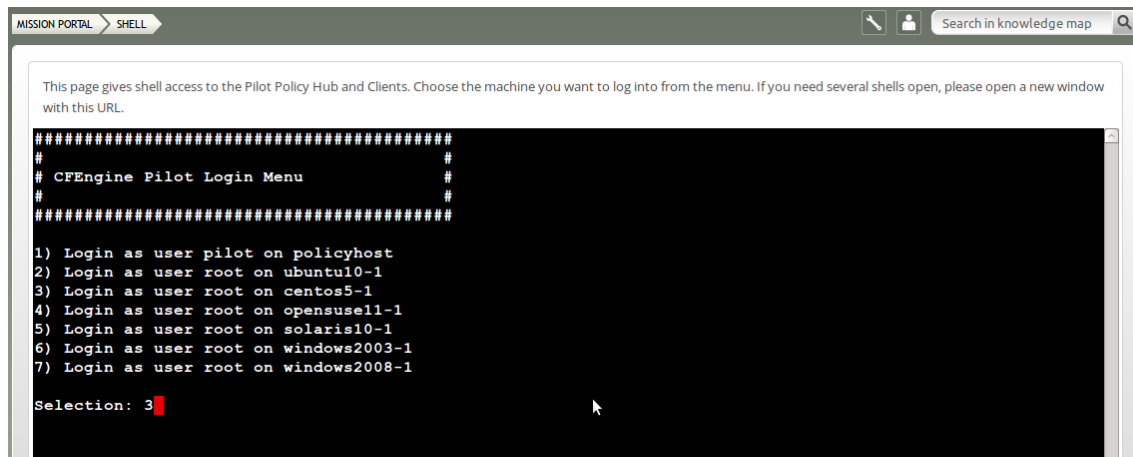 MISSION PORTAL SHELL Search in knowledge map
This page gives shell access to the Pilot Policy Hub and Clients. Choose the machine you want to log into from the menu. If you need several shells open, please open a new window
with this URL.
##########################################
# #
# CFEngine Pilot Login Menu #
# #
##########################################
1) Login as user pilot on policyhost
2) Login as user root on ubuntu10-1
3) Login as user root on centos5-1
4) Login as user root on opensuse11-1
5) Login as user root on solaris10-1
6) Login as user root on windows2003-1
7) Login as user root on windows2008-1
Selection: 3